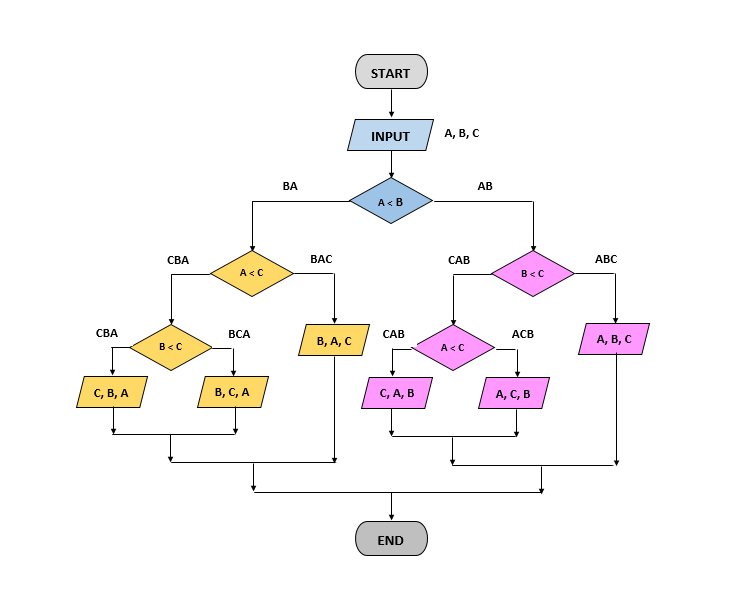 START
INPUT
A, B, C
BA
A < B
AB
CBA
A < C
BAC
CAB
B < C
ABC
CBA
B < C
BCA
B, A, C
CAB
A < C
ACB
A, B, C
C, B, A
B, C, A
C, A, B
A, C, B
END